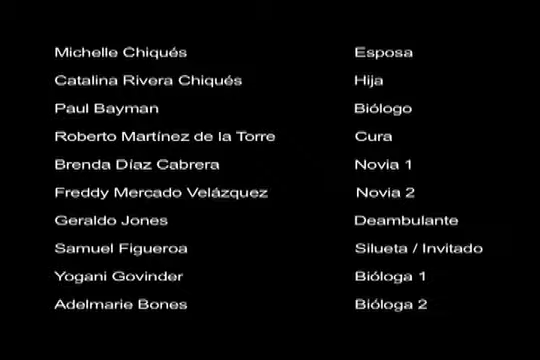 Michelle Chiqués Esposa
Catalina Rivera Chiqués Hija
Paul Bayman Biólogo
Roberto Martínez de la Torre Cura
Brenda Díaz Cabrera Novia 1
Freddy Mercado Velázquez Novia 2
Geraldo Jones Deambulante
Samuel Figueroa Silueta / Invitado
Yogani Govinder Bióloga 1
Adelmarie Bones Bióloga 2